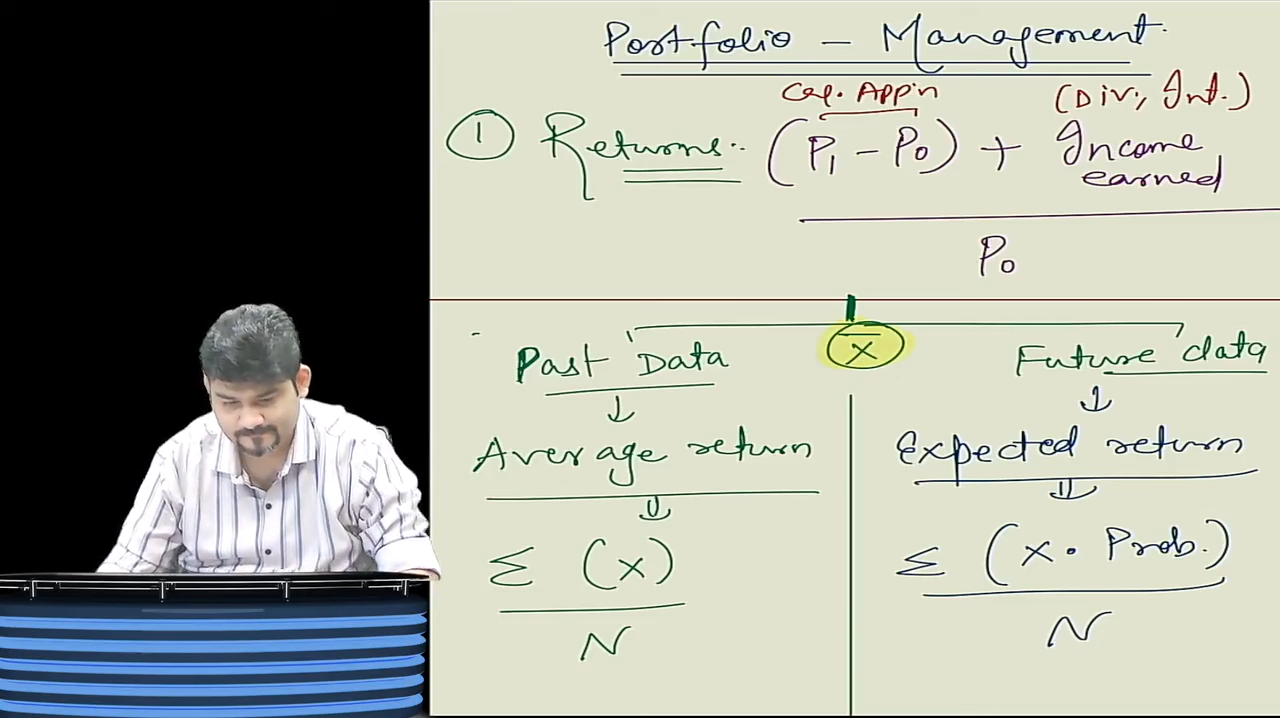 Portfolio - Management
Cap. App'n (Div., Int.)
① Returns:- (P₁ - P₀) + Income earned
P₀
x̄
Past Data Future data
↓ ↓
Average return Expected return
⇓ ⇓
Σ (x) Σ (x · Prob.)
N N